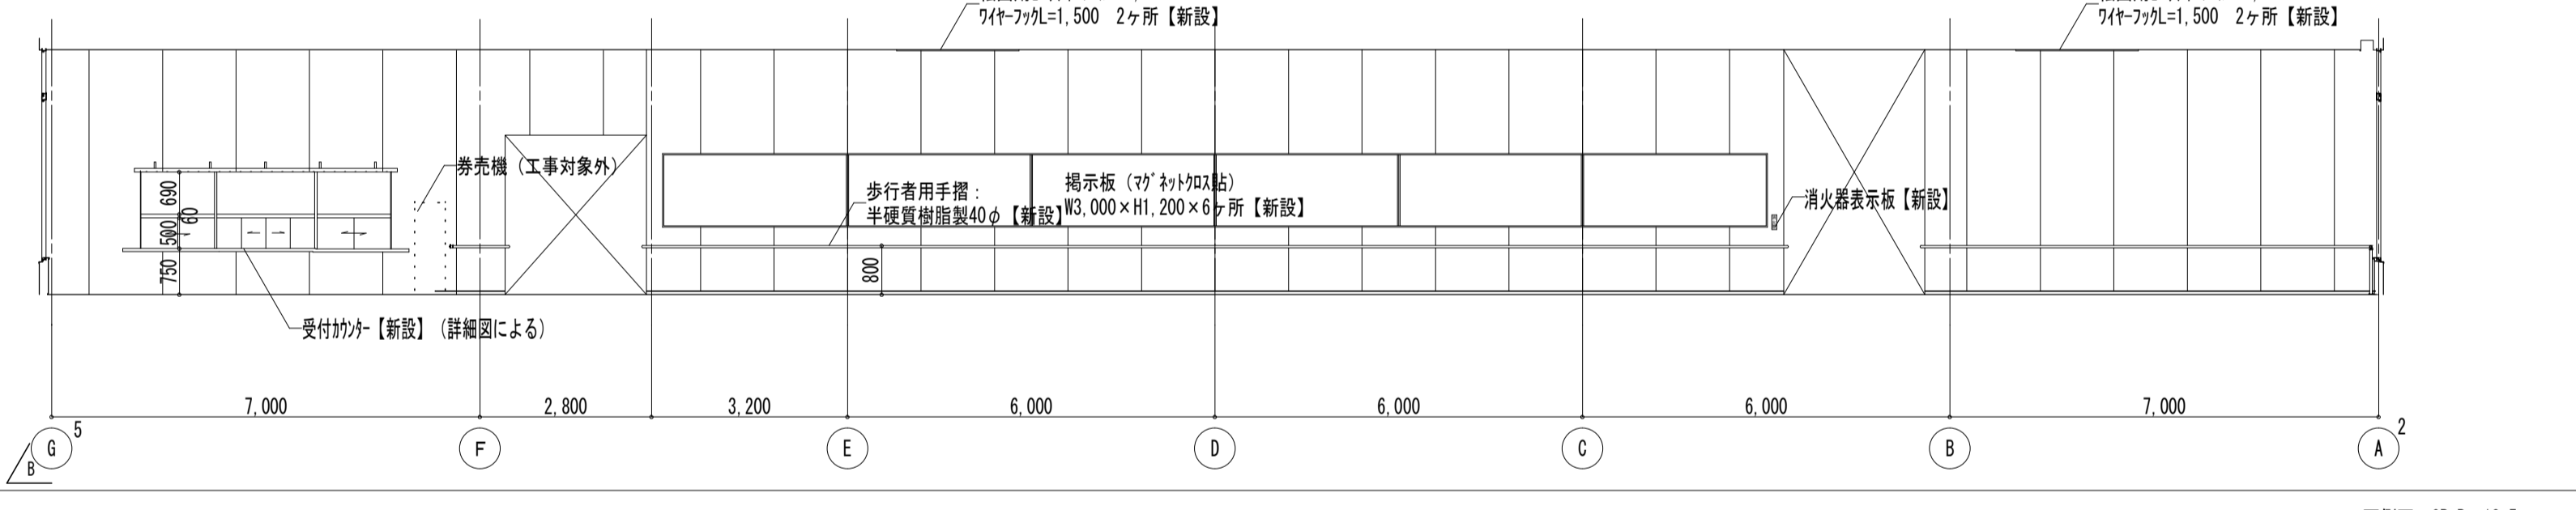 ワイヤーフックL=1,500 2ヶ所【新設】
ワイヤーフックL=1,500 2ヶ所【新設】
券売機（工事対象外）
歩行者用手摺：
半硬質樹脂製40φ【新設】
掲示板（マグネットクロス貼）
W3,000×H1,200×6ヶ所【新設】
消火器表示板【新設】
690
60
500
750
800
受付カウンター【新設】（詳細図による）
7,000
2,800
3,200
6,000
6,000
6,000
7,000
G
5
F
E
D
C
B
A
2
B